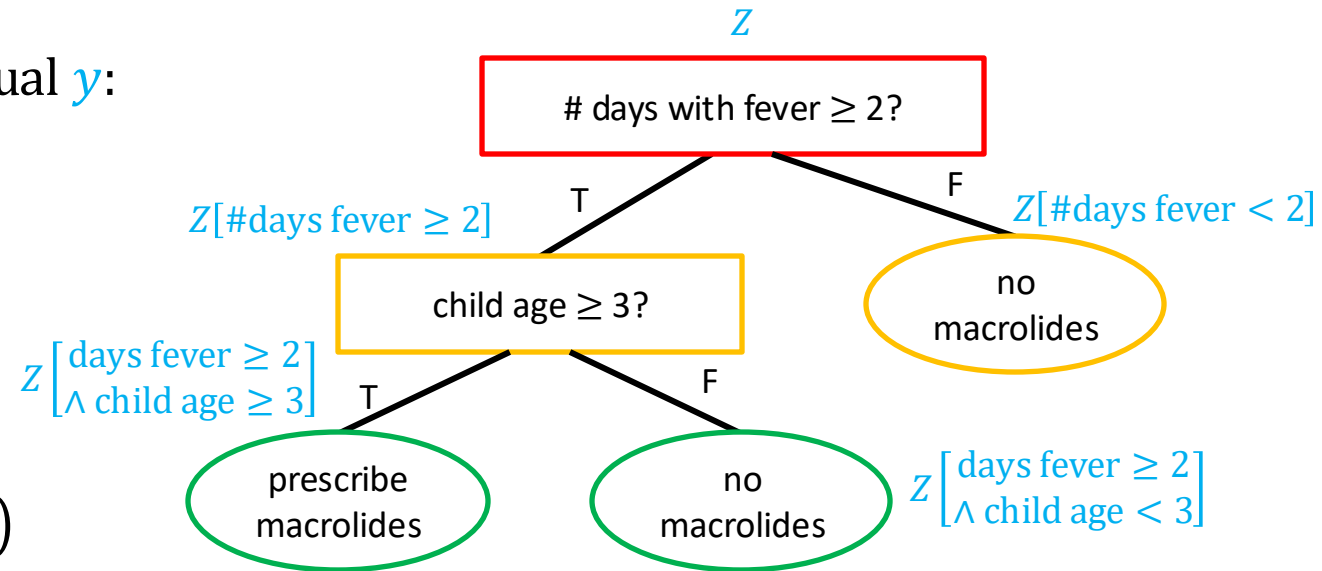 Z
ual y:
# days with fever ≥ 2?
T
F
Z[#days fever ≥ 2]
Z[#days fever < 2]
child age ≥ 3?
no
macrolides
Z[days fever ≥ 2
∧ child age ≥ 3]
T
F
prescribe
macrolides
no
macrolides
Z[days fever ≥ 2
∧ child age < 3]
)